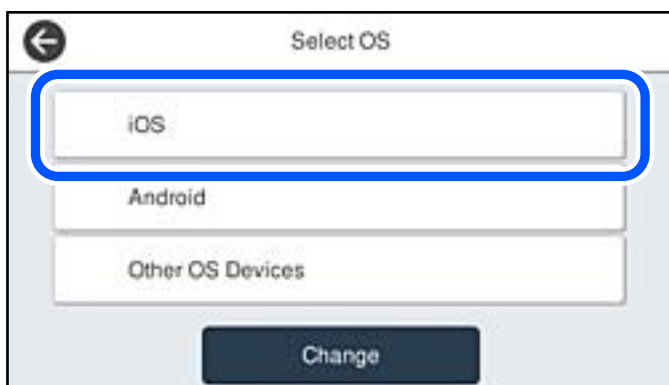 Select OS
iOS
Android
Other OS Devices
Change